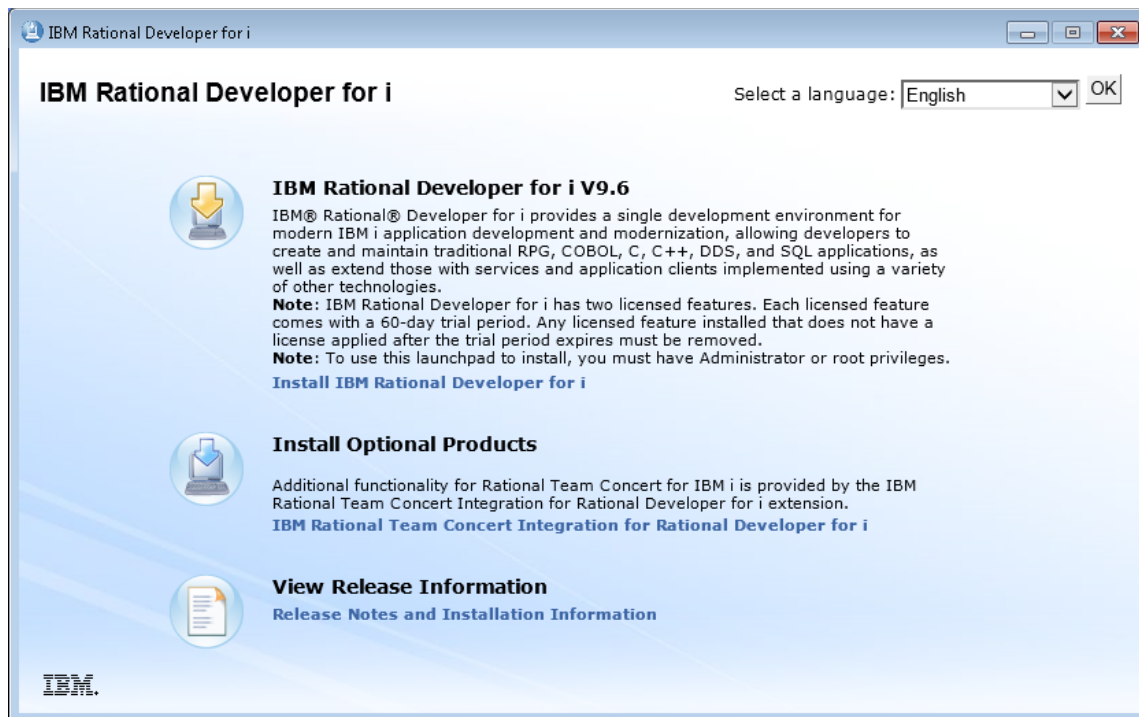 IBM Rational Developer for i
IBM Rational Developer for i
Select a language: English OK
IBM Rational Developer for i V9.6
IBM® Rational® Developer for i provides a single development environment for
modern IBM i application development and modernization, allowing developers to
create and maintain traditional RPG, COBOL, C, C++, DDS, and SQL applications, as
well as extend those with services and application clients implemented using a variety
of other technologies.
Note: IBM Rational Developer for i has two licensed features. Each licensed feature
comes with a 60-day trial period. Any licensed feature installed that does not have a
license applied after the trial period expires must be removed.
Note: To use this launchpad to install, you must have Administrator or root privileges.
Install IBM Rational Developer for i
Install Optional Products
Additional functionality for Rational Team Concert for IBM i is provided by the IBM
Rational Team Concert Integration for Rational Developer for i extension.
IBM Rational Team Concert Integration for Rational Developer for i
View Release Information
Release Notes and Installation Information
IBM.